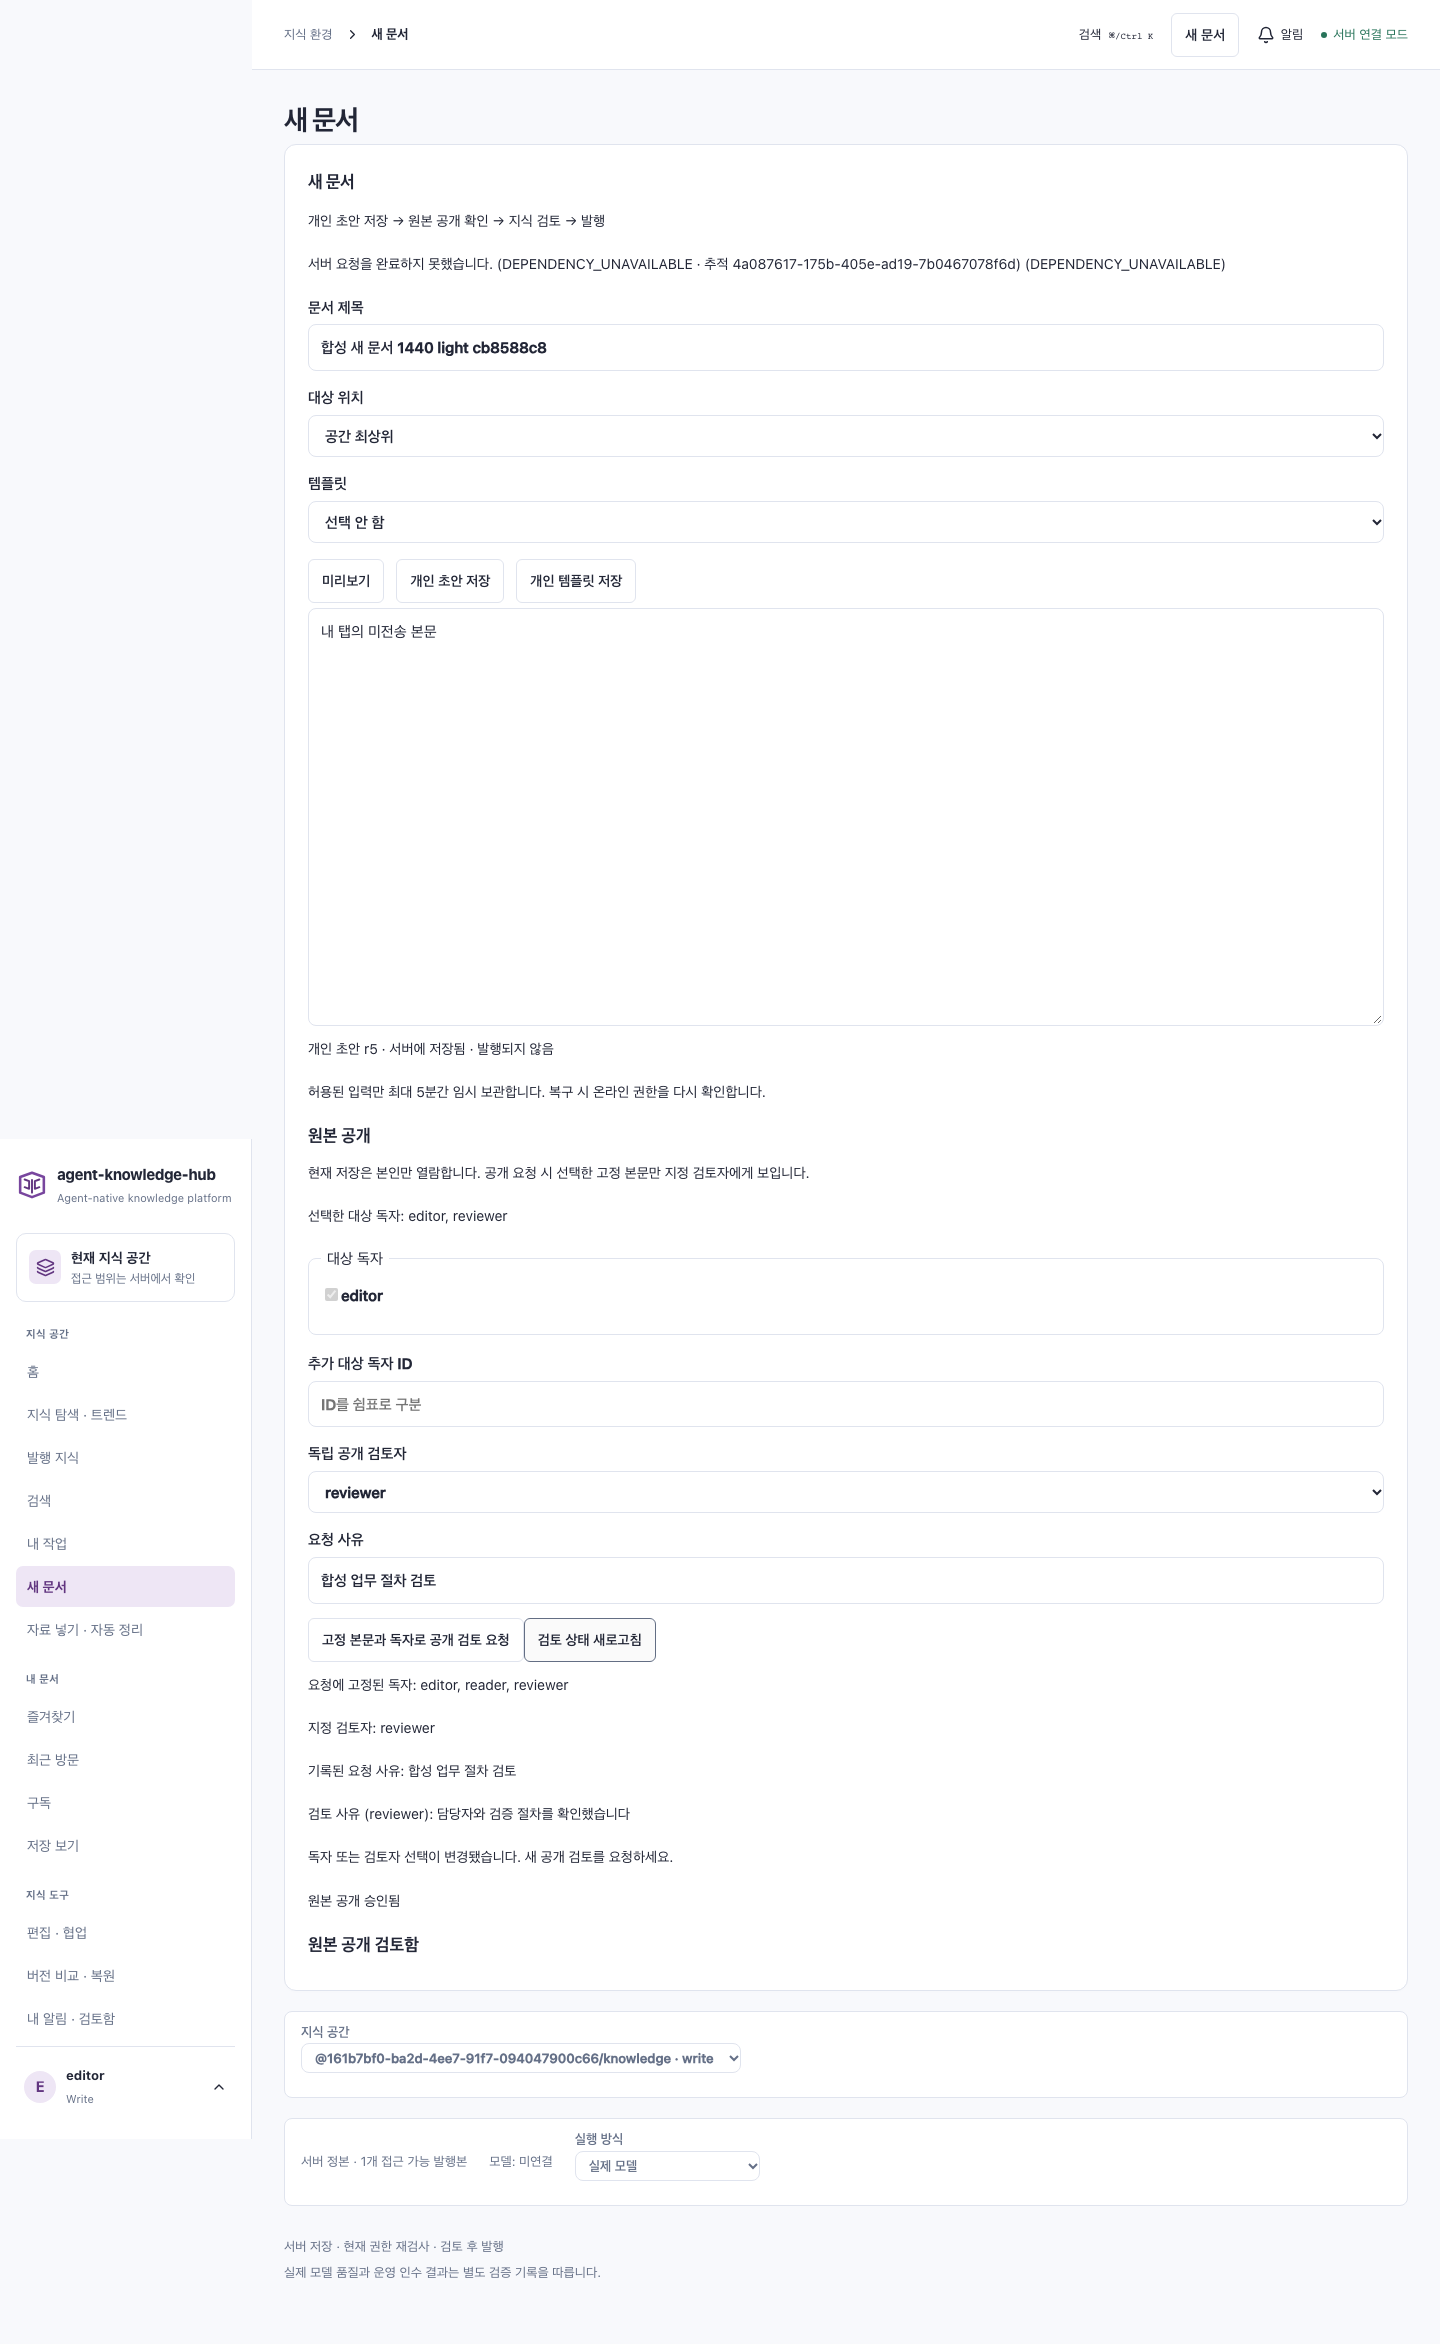 지식 환경 > 새 문서
검색 ⌘/Ctrl K
새 문서
알림
서버 연결 모드
새 문서
새 문서
개인 초안 저장 → 원본 공개 확인 → 지식 검토 → 발행
서버 요청을 완료하지 못했습니다. (DEPENDENCY_UNAVAILABLE · 추적 4a087617-175b-405e-ad19-7b0467078f6d) (DEPENDENCY_UNAVAILABLE)
문서 제목
합성 새 문서 1440 light cb8588c8
대상 위치
공간 최상위
템플릿
선택 안 함
미리보기
개인 초안 저장
개인 템플릿 저장
내 탭의 미전송 본문
개인 초안 r5 · 서버에 저장됨 · 발행되지 않음
허용된 입력만 최대 5분간 임시 보관합니다. 복구 시 온라인 권한을 다시 확인합니다.
원본 공개
현재 저장은 본인만 열람합니다. 공개 요청 시 선택한 고정 본문만 지정 검토자에게 보입니다.
선택한 대상 독자: editor, reviewer
대상 독자
editor
추가 대상 독자 ID
ID를 쉼표로 구분
독립 공개 검토자
reviewer
요청 사유
합성 업무 절차 검토
고정 본문과 독자로 공개 검토 요청
검토 상태 새로고침
요청에 고정된 독자: editor, reader, reviewer
지정 검토자: reviewer
기록된 요청 사유: 합성 업무 절차 검토
검토 사유 (reviewer): 담당자와 검증 절차를 확인했습니다
독자 또는 검토자 선택이 변경됐습니다. 새 공개 검토를 요청하세요.
원본 공개 승인됨
원본 공개 검토함
지식 공간
@161b7bf0-ba2d-4ee7-91f7-094047900c66/knowledge · write
서버 정본 · 1개 접근 가능 발행본
모델: 미연결
실행 방식
실제 모델
서버 저장 · 현재 권한 재검사 · 검토 후 발행
실제 모델 품질과 운영 인수 결과는 별도 검증 기록을 따릅니다.
agent-knowledge-hub
Agent-native knowledge platform
현재 지식 공간
접근 범위는 서버에서 확인
지식 공간
홈
지식 탐색 · 트렌드
발행 지식
검색
내 작업
새 문서
자료 넣기 · 자동 정리
내 문서
즐겨찾기
최근 방문
구독
저장 보기
지식 도구
편집 · 협업
버전 비교 · 복원
내 알림 · 검토함
E
editor
Write